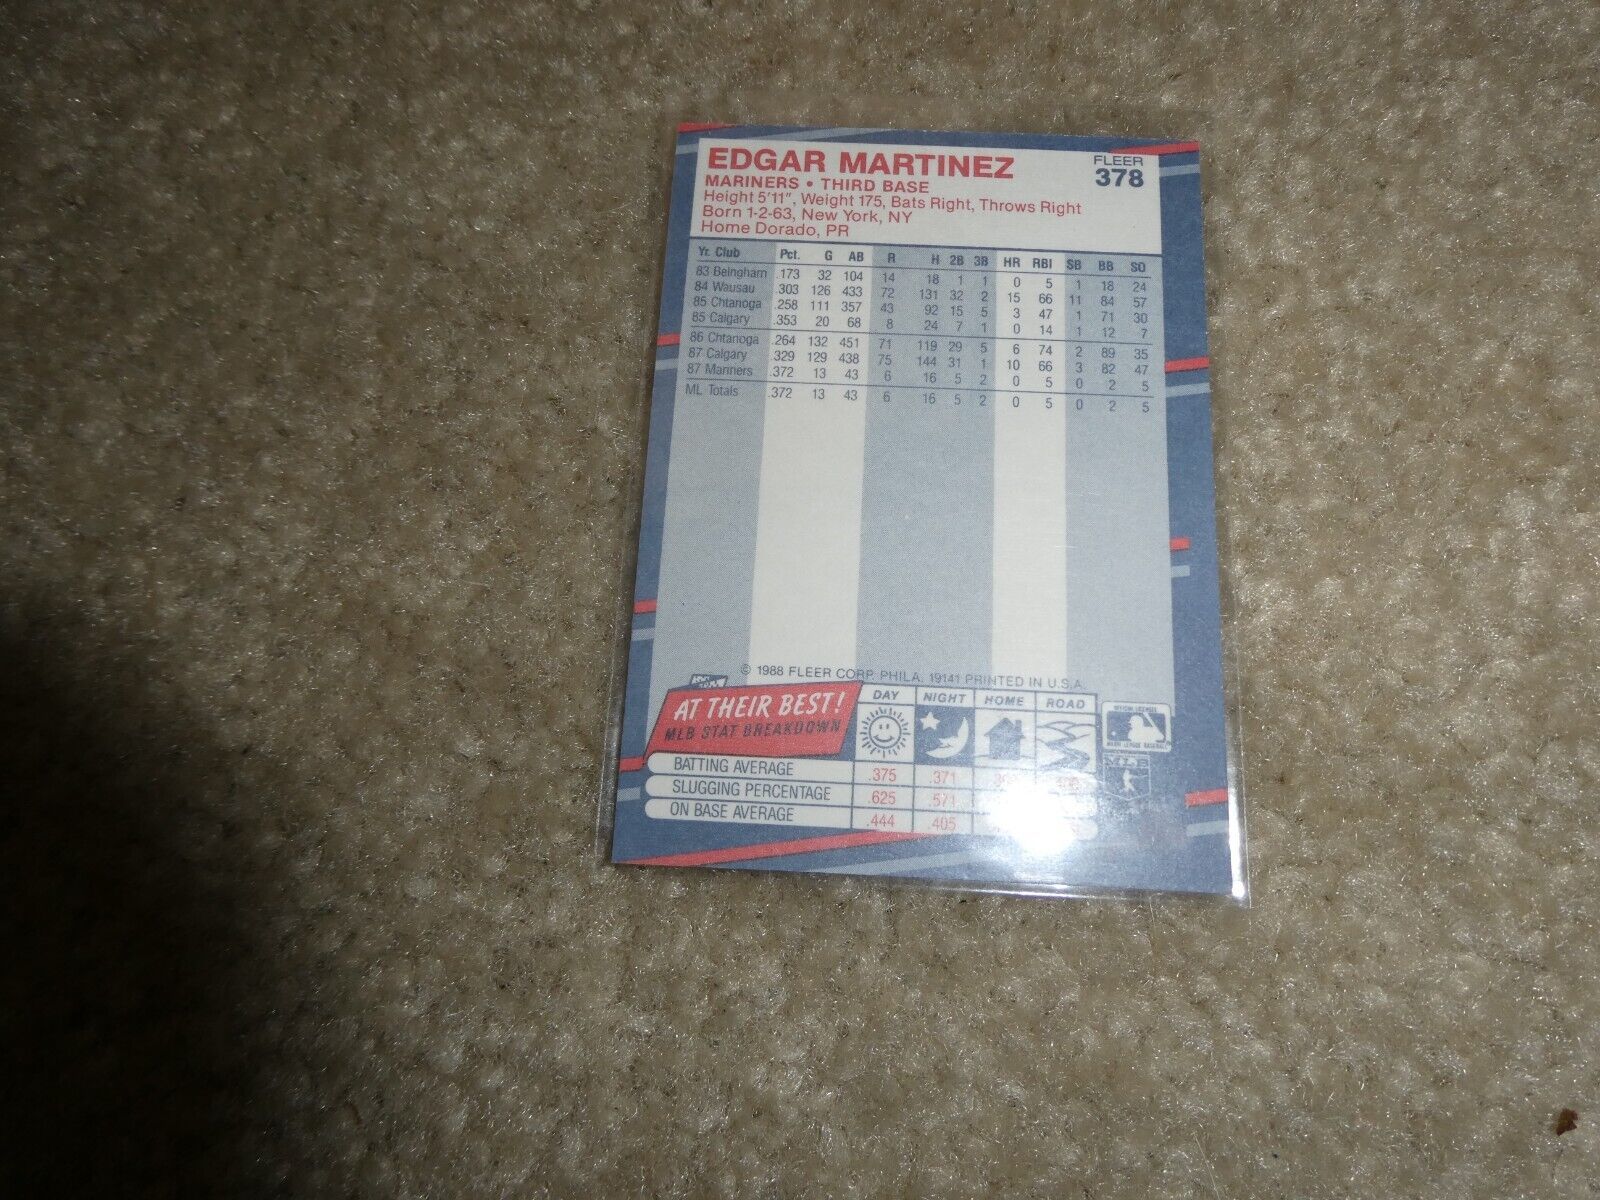 EDGAR MARTINEZ
FLEER
378
MARINERS • THIRD BASE
Height 5'11", Weight 175, Bats Right, Throws Right
Born 1-2-63, New York, NY
Home Dorado, PR
Yr. Club Pct. G AB R H 2B 3B HR RBI SB BB SO
83 Belngham .173 32 104 14 18 1 1 0 5 1 18 24
84 Wausau .303 126 433 72 131 32 2 15 66 11 84 57
85 Chtanoga .258 111 357 43 92 15 5 3 47 1 71 30
85 Calgary .353 20 68 8 24 7 1 0 14 1 12 7
86 Chtanoga .264 132 451 71 119 29 5 6 74 2 89 35
87 Calgary .329 129 438 75 144 31 1 10 66 3 82 47
87 Mariners .372 13 43 6 16 5 2 0 5 0 2 5
ML Totals .372 13 43 6 16 5 2 0 5 0 2 5
© 1988 FLEER CORP. PHILA. 19141 PRINTED IN U.S.A.
AT THEIR BEST!
MLB STAT BREAKDOWN
DAY NIGHT HOME ROAD
BATTING AVERAGE .375 .371
SLUGGING PERCENTAGE .625 .571
ON BASE AVERAGE .444 .405
OFFICIAL LICENSEE
MAJOR LEAGUE BASEBALL